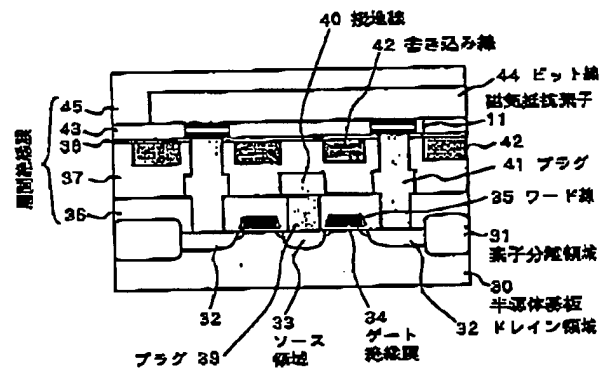 40 接地線
42 書き込み線
44 ビット線
磁気抵抗素子
11
42
41 プラグ
35 ワード線
31
素子分離領域
30
半導体基板
32 ドレイン領域
34
ゲート
絶縁膜
33
ソース
領域
プラグ 39
32
45
43
38
37
36
層間絶縁膜